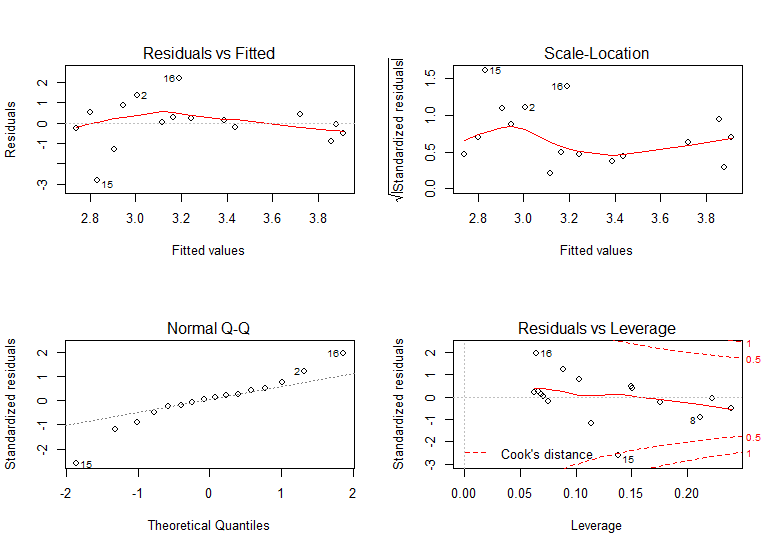 Residuals vs Fitted
Residuals
2
1
0
-1
-3
16
2
15
2.8 3.0 3.2 3.4 3.6 3.8
Fitted values
Scale-Location
√|Standardized residuals|
1.5
1.0
0.5
0.0
15
16
2
2.8 3.0 3.2 3.4 3.6 3.8
Fitted values
Normal Q-Q
Standardized residuals
2
1
0
-1
-2
16
2
15
-2 -1 0 1 2
Theoretical Quantiles
Residuals vs Leverage
Standardized residuals
2
1
0
-1
-3
16
8
15
1
0.5
0.5
1
Cook's distance
0.00 0.05 0.10 0.15 0.20
Leverage